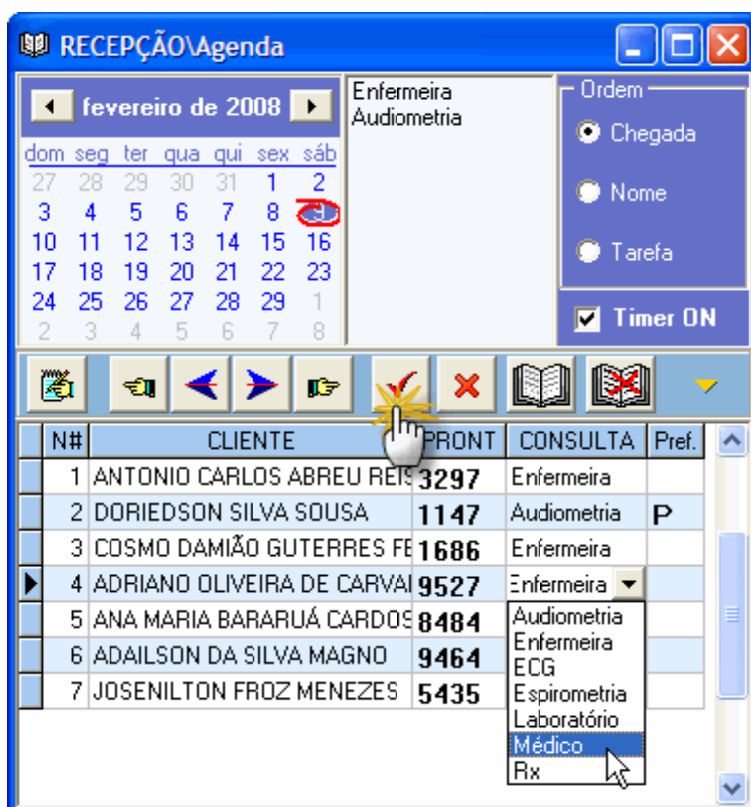 RECEPÇÃO\Agenda
fevereiro de 2008
dom seg ter qua qui sex sáb
27 28 29 30 31 1 2
3 4 5 6 7 8 9
10 11 12 13 14 15 16
17 18 19 20 21 22 23
24 25 26 27 28 29 1
2 3 4 5 6 7 8
Enfermeira
Audiometria
Ordem
Chegada
Nome
Tarefa
Timer ON
N# CLIENTE PRONT CONSULTA Pref.
1 ANTONIO CARLOS ABREU REIS 3297 Enfermeira
2 DORIEDSON SILVA SOUSA 1147 Audiometria P
3 COSMO DAMIÃO GUTERRES FE 1686 Enfermeira
4 ADRIANO OLIVEIRA DE CARVAI 9527 Enfermeira
5 ANA MARIA BARARUÁ CARDOS 8484
6 ADAILSON DA SILVA MAGNO 9464
7 JOSENILTON FROZ MENEZES 5435
Audiometria
Enfermeira
ECG
Espirometria
Laboratório
Médico
Rx